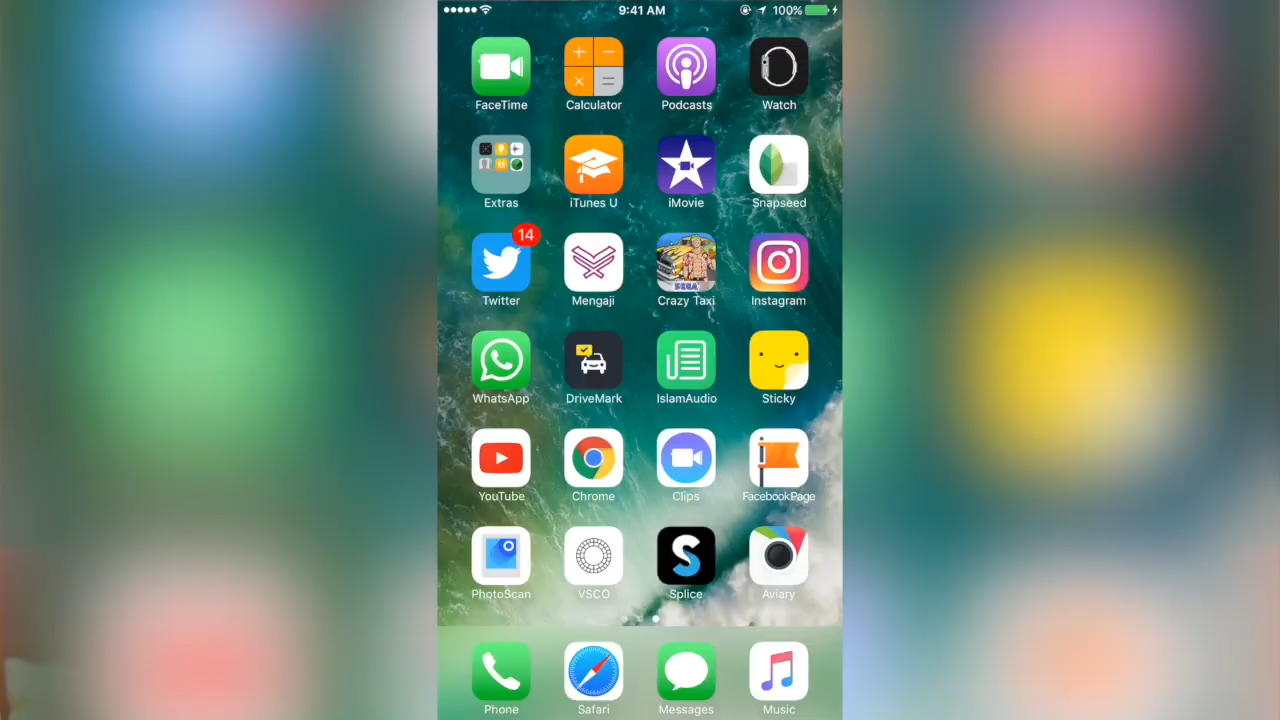 9:41 AM 100%
FaceTime Calculator Podcasts Watch
Extras iTunes U iMovie Snapseed
14
SEGA
Twitter Mengaji Crazy Taxi Instagram
WhatsApp DriveMark IslamAudio Sticky
YouTube Chrome Clips FacebookPage
S
PhotoScan VSCO Splice Aviary
Phone Safari Messages Music